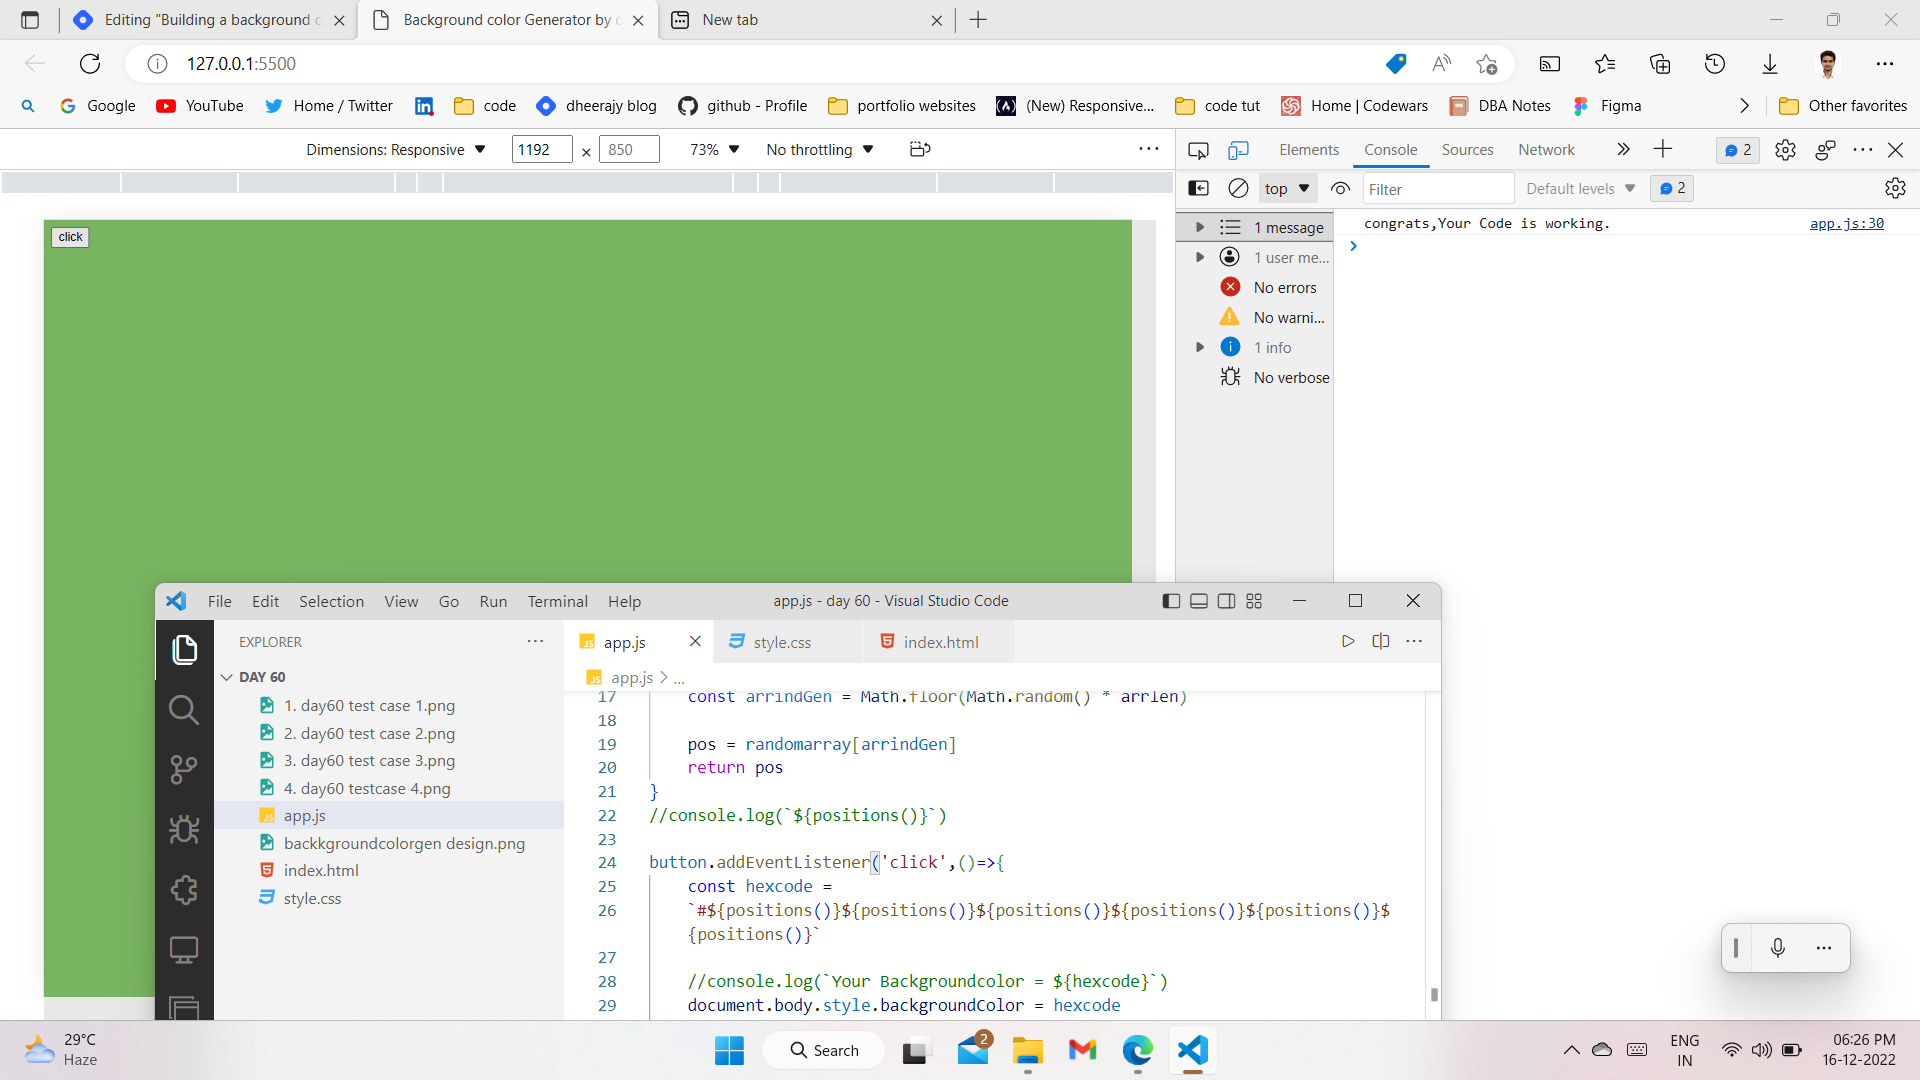 Editing "Building a background c
Background color Generator by c
New tab
127.0.0.1:5500
Google
YouTube
Home / Twitter
code
dheerajy blog
github - Profile
portfolio websites
(New) Responsive...
code tut
Home | Codewars
DBA Notes
Figma
Other favorites
Dimensions: Responsive
1192 × 850
73%
No throttling
Elements
Console
Sources
Network
2
top
Filter
Default levels
2
click
1 message
1 user me...
No errors
No warni...
1 info
No verbose
congrats,Your Code is working.
app.js:30
File Edit Selection View Go Run Terminal Help
app.js - day 60 - Visual Studio Code
EXPLORER
DAY 60
1. day60 test case 1.png
2. day60 test case 2.png
3. day60 test case 3.png
4. day60 testcase 4.png
app.js
backkgroundcolorgen design.png
index.html
style.css
app.js
style.css
index.html
app.js > ...
17 const arrindGen = Math.floor(Math.random() * arrlen)
18
19 pos = randomarray[arrindGen]
20 return pos
21 }
22 //console.log(`${positions()}`)
23
24 button.addEventListener('click',()=>{
25 const hexcode =
26 `#${positions()}${positions()}${positions()}${positions()}${positions()}$
{positions()}`
27
28 //console.log(`Your Backgroundcolor = ${hexcode}`)
29 document.body.style.backgroundColor = hexcode
29°C
Haze
Search
2
ENG
IN
06:26 PM
16-12-2022